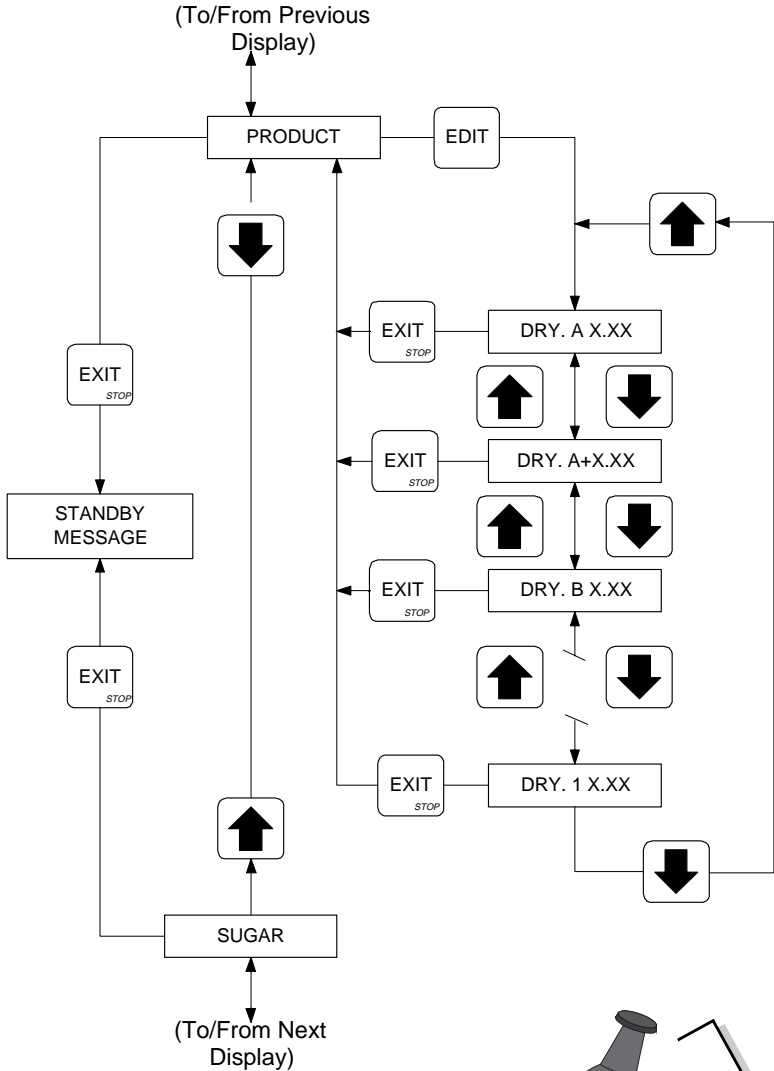 (To/From Previous
Display)
PRODUCT
EDIT
EXIT
STOP
DRY. A X.XX
EXIT
STOP
EXIT
STOP
DRY. A+X.XX
STANDBY
MESSAGE
EXIT
STOP
DRY. B X.XX
EXIT
STOP
EXIT
STOP
DRY. 1 X.XX
SUGAR
(To/From Next
Display)